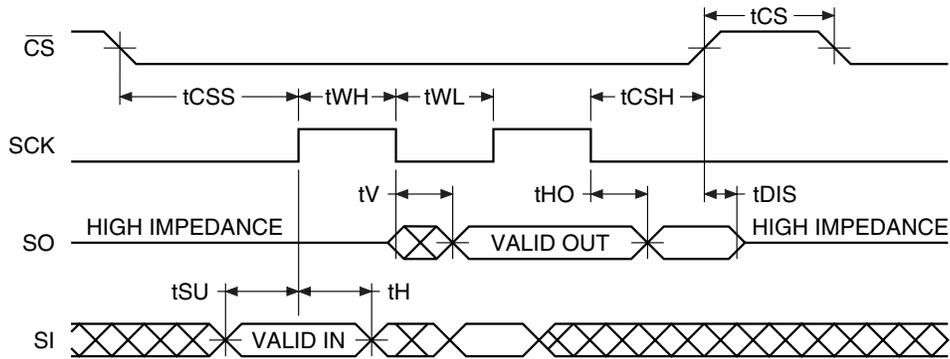 tCS
CS
tCSS tWH tWL tCSH
SCK
tV tHO tDIS
HIGH IMPEDANCE HIGH IMPEDANCE
SO VALID OUT
tSU tH
SI VALID IN